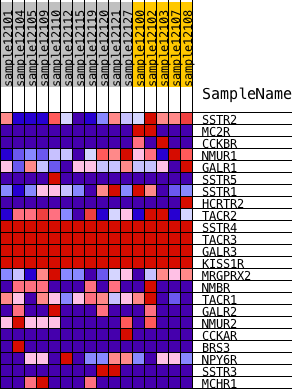 sample12101
sample12104
sample12105
sample12109
sample12110
sample12112
sample12115
sample12119
sample12120
sample12121
sample12122
sample12100
sample12102
sample12103
sample12107
sample12108
SampleName
SSTR2
MC2R
CCKBR
NMUR1
GALR1
SSTR5
SSTR1
HCRTR2
TACR2
SSTR4
TACR3
GALR3
KISS1R
MRGPRX2
NMBR
TACR1
GALR2
NMUR2
CCKAR
BRS3
NPY6R
SSTR3
MCHR1